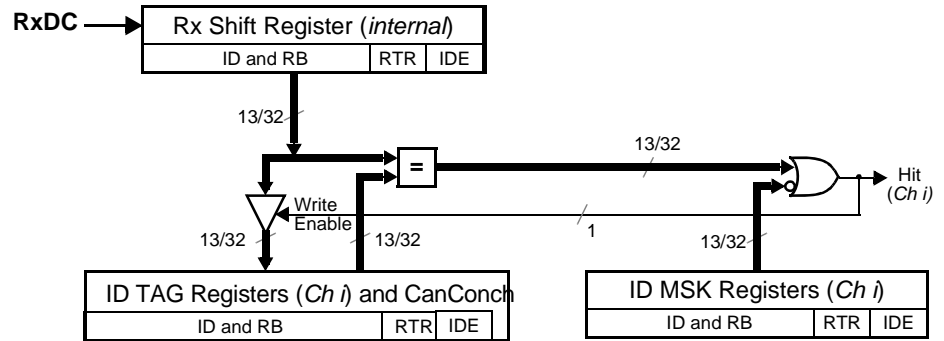 RxDC
Rx Shift Register (internal)
ID and RB RTR IDE
13/32
13/32
=
Hit
(Ch i)
Write
Enable
1
13/32 13/32 13/32
ID TAG Registers (Ch i) and CanConch
ID and RB RTR IDE
ID MSK Registers (Ch i)
ID and RB RTR IDE